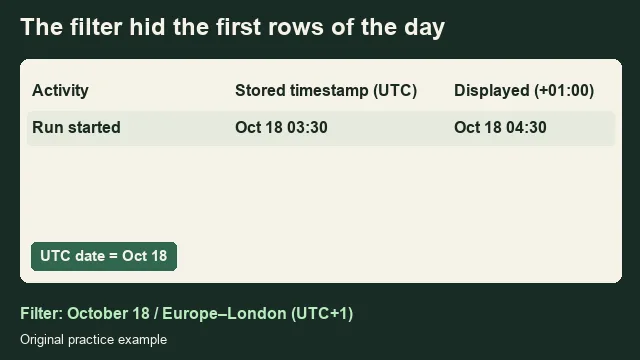 The filter hid the first rows of the day
Activity Stored timestamp (UTC) Displayed (+01:00)
Run started Oct 18 03:30 Oct 18 04:30
UTC date = Oct 18
Filter: October 18 / Europe–London (UTC+1)
Original practice example